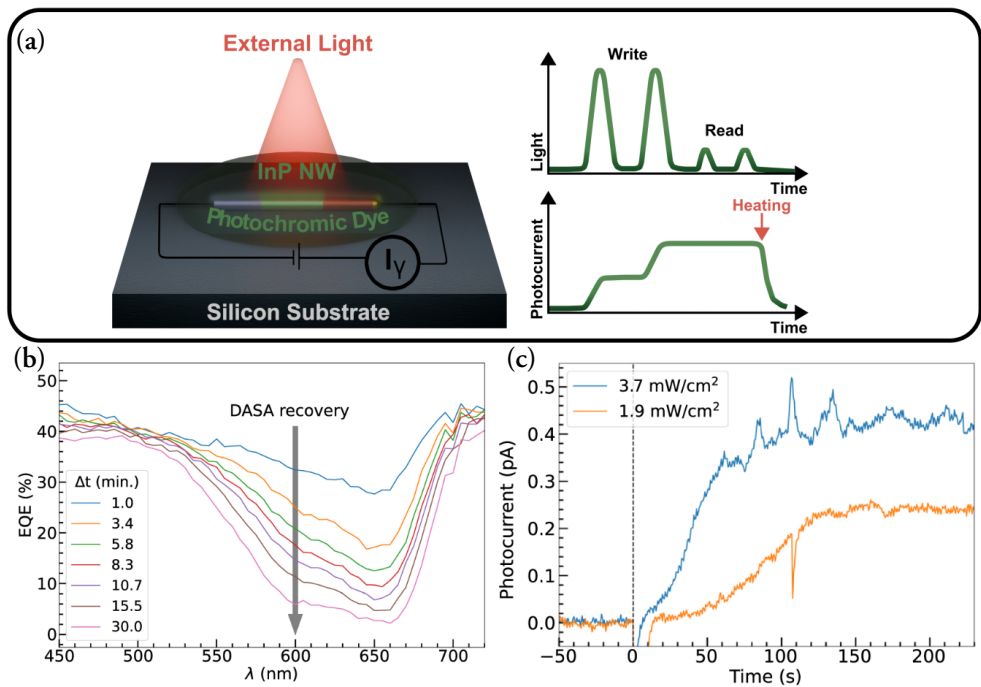 (a)
External Light
InP NW
Photochromic Dye
Iγ
Silicon Substrate
Write
Read
Light
Time
Heating
Photocurrent
Time
(b)
50
40
30
20
10
0
EQE (%)
DASA recovery
Δt (min.)
1.0
3.4
5.8
8.3
10.7
15.5
30.0
450 500 550 600 650 700
λ (nm)
(c)
3.7 mW/cm²
1.9 mW/cm²
0.5
0.4
0.3
0.2
0.1
0.0
Photocurrent (pA)
−50 0 50 100 150 200
Time (s)